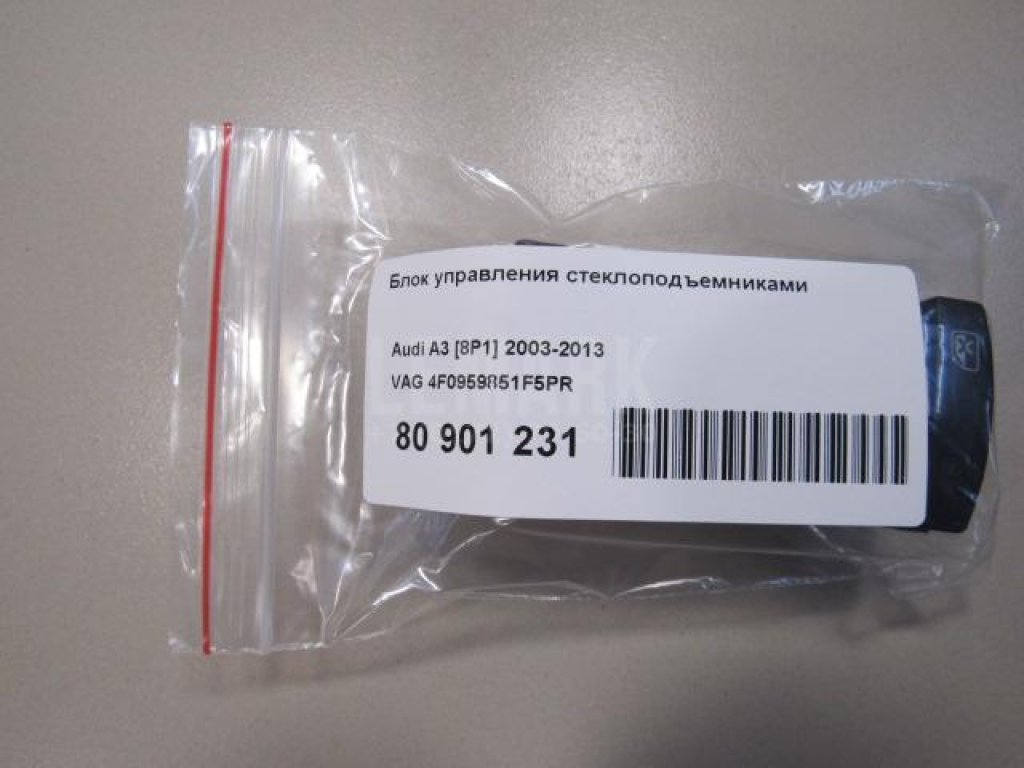 Блок управления стеклоподъемниками
Audi A3 [8P1] 2003-2013
VAG 4F0959851F5PR
80 901 231